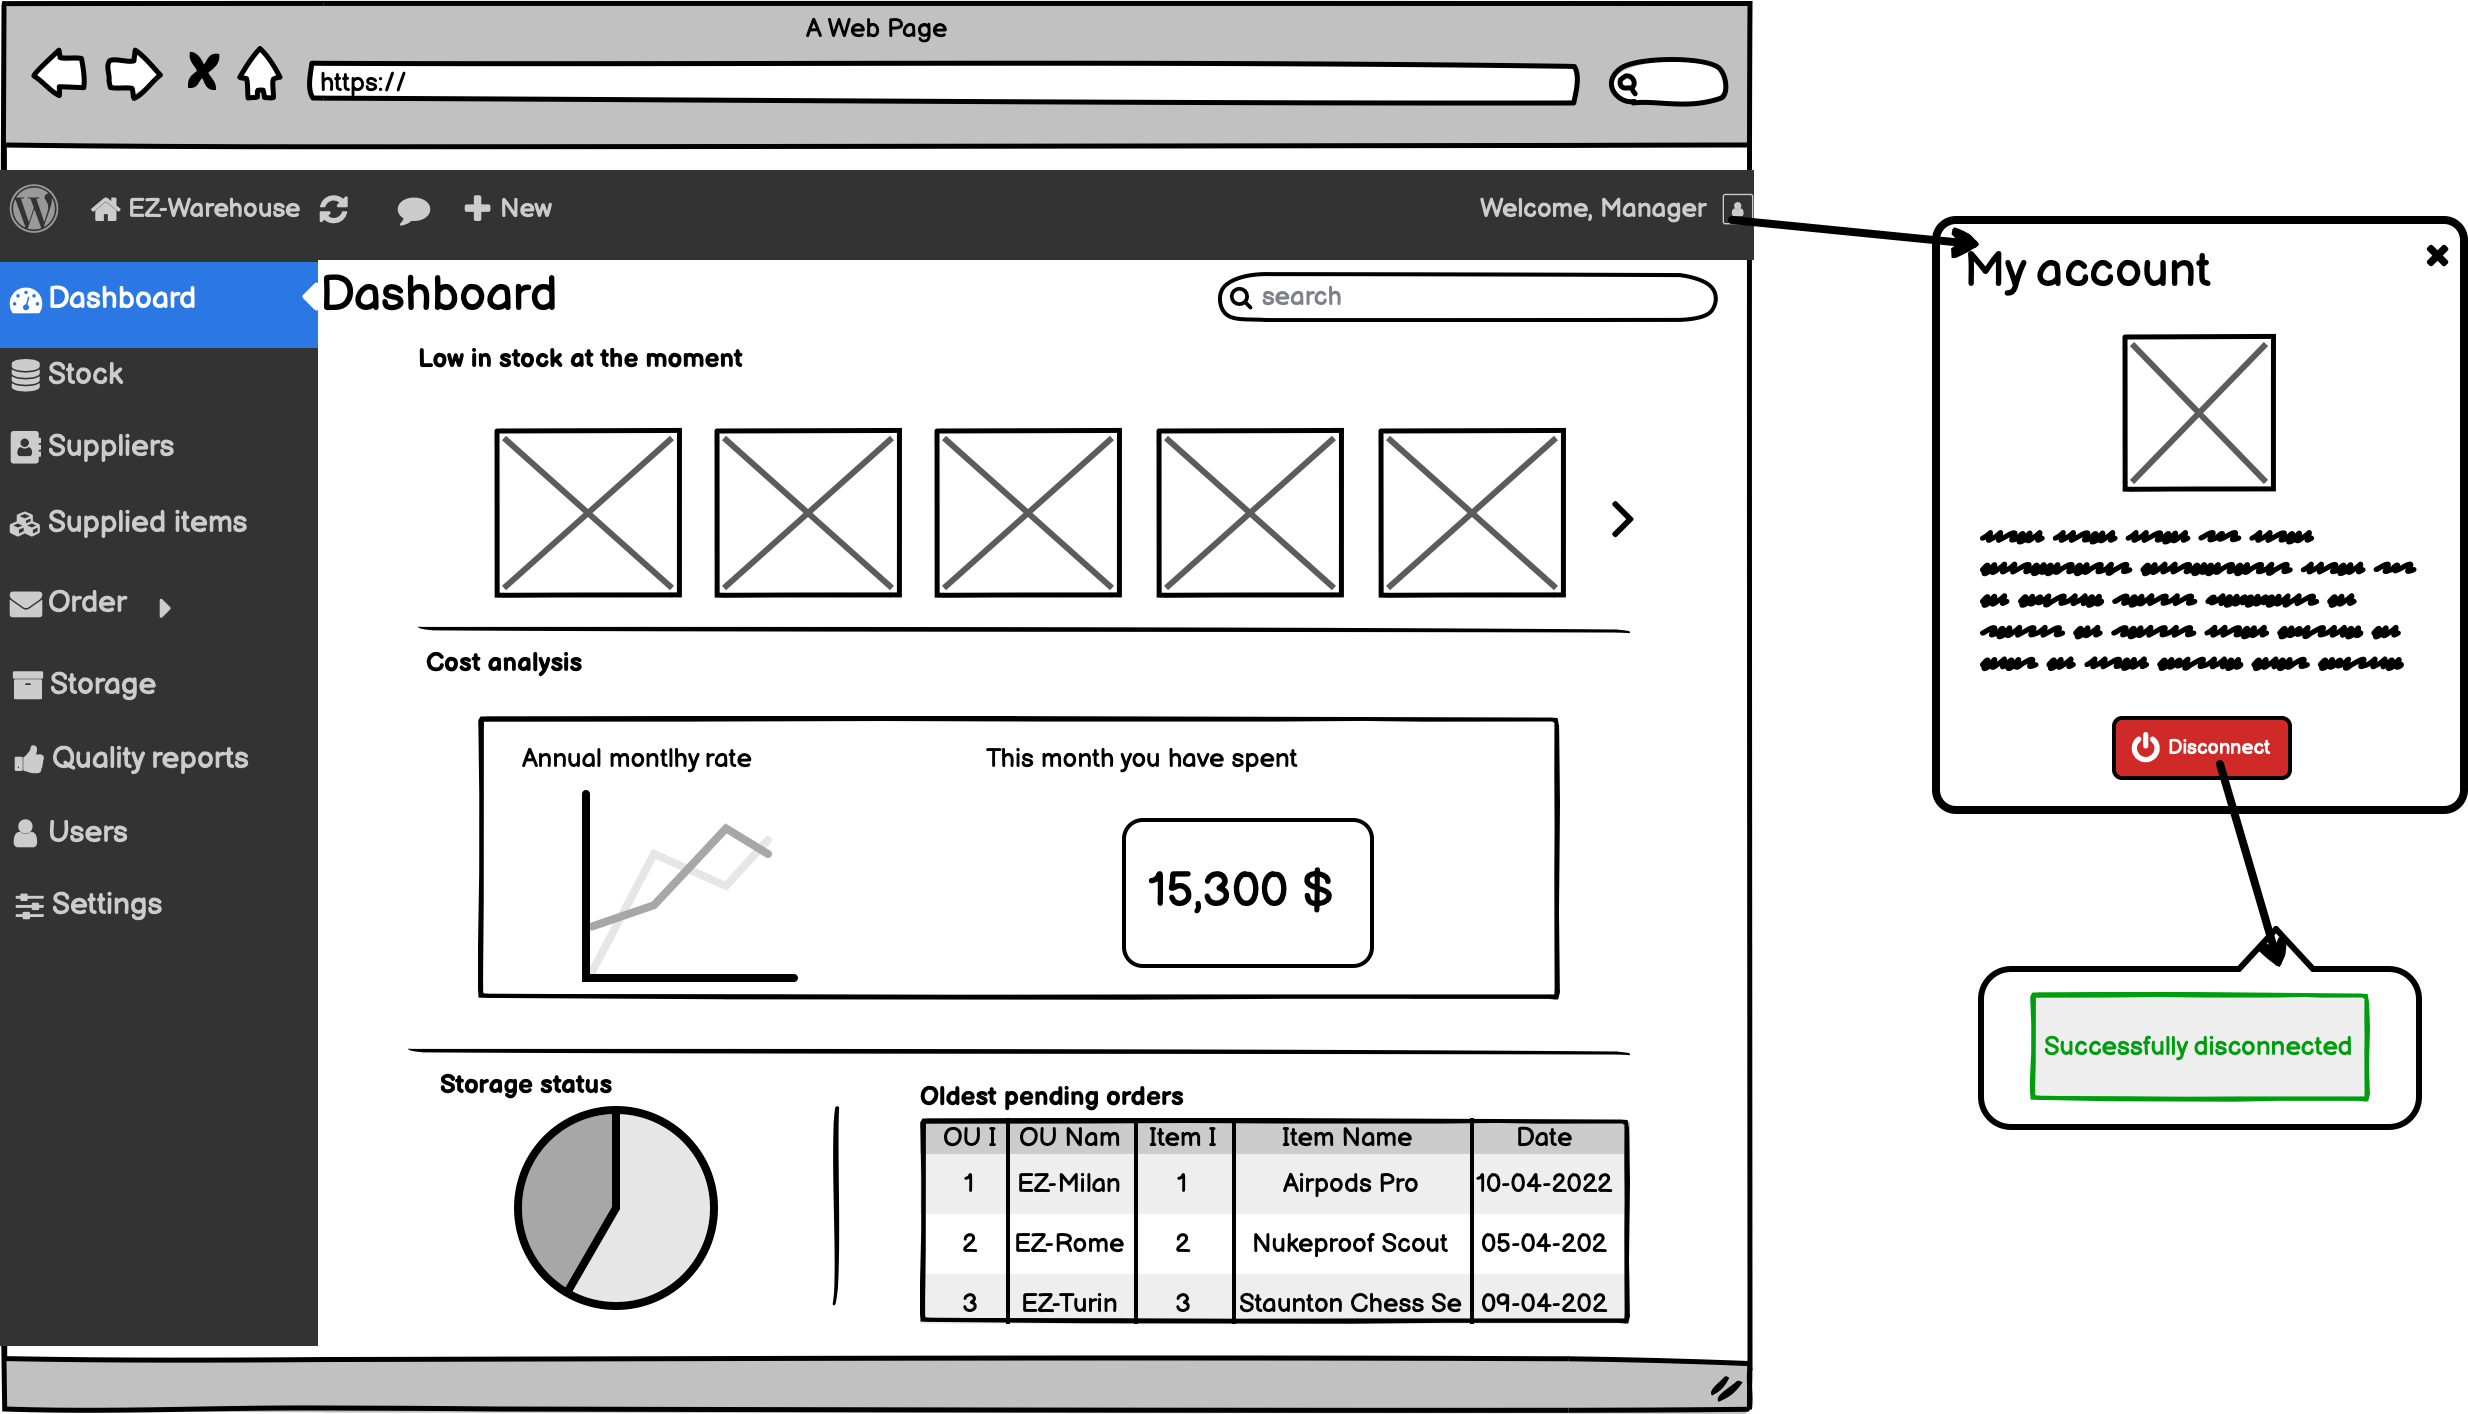 A Web Page
https://
EZ-Warehouse
New
Welcome, Manager
Dashboard
Stock
Suppliers
Supplied items
Order
Storage
Quality reports
Users
Settings
Dashboard
search
Low in stock at the moment
Cost analysis
Annual montlhy rate
This month you have spent
15,300 $
Storage status
Oldest pending orders
OU I OU Nam Item I Item Name Date
1 EZ-Milan 1 Airpods Pro 10-04-2022
2 EZ-Rome 2 Nukeproof Scout 05-04-202
3 EZ-Turin 3 Staunton Chess Se 09-04-202
My account
Disconnect
Successfully disconnected